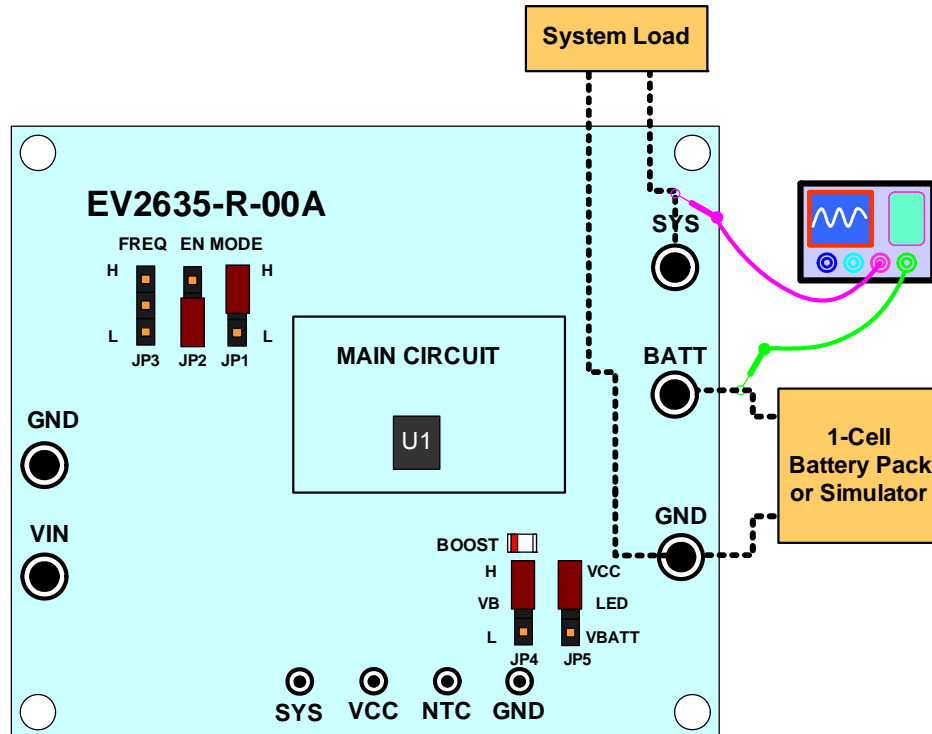 System Load
EV2635-R-00A
FREQ EN MODE
H H
L L
JP3 JP2 JP1
SYS
MAIN CIRCUIT
U1
BATT
GND
1-Cell
Battery Pack
or Simulator
VIN
GND
BOOST
H VCC
VB LED
L VBATT
JP4 JP5
SYS VCC NTC GND